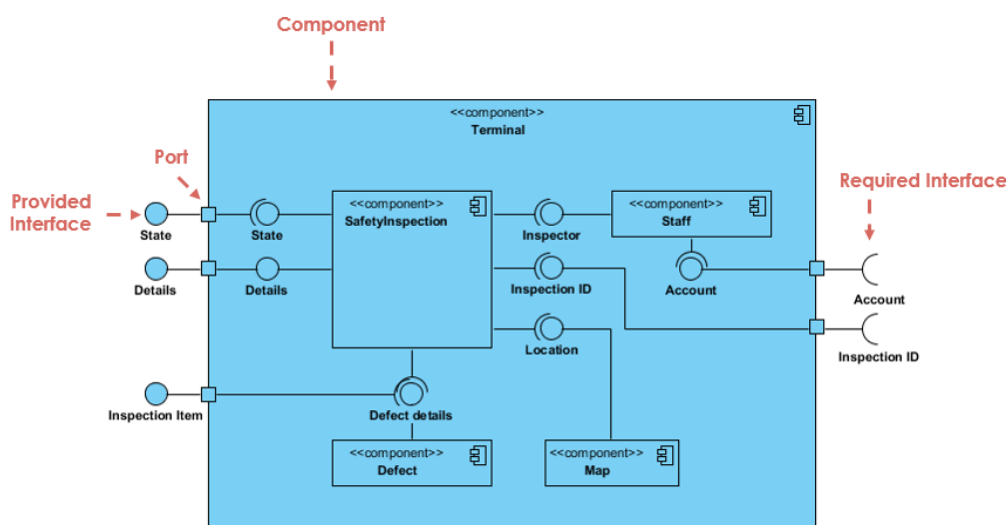 Component
<<component>>
Terminal
Port
Provided
Interface
Required Interface
<<component>>
SafetyInspection
<<component>>
Staff
State
State
Inspector
Details
Details
Inspection ID
Account
Account
Location
Inspection ID
Inspection Item
Defect details
<<component>>
Defect
<<component>>
Map